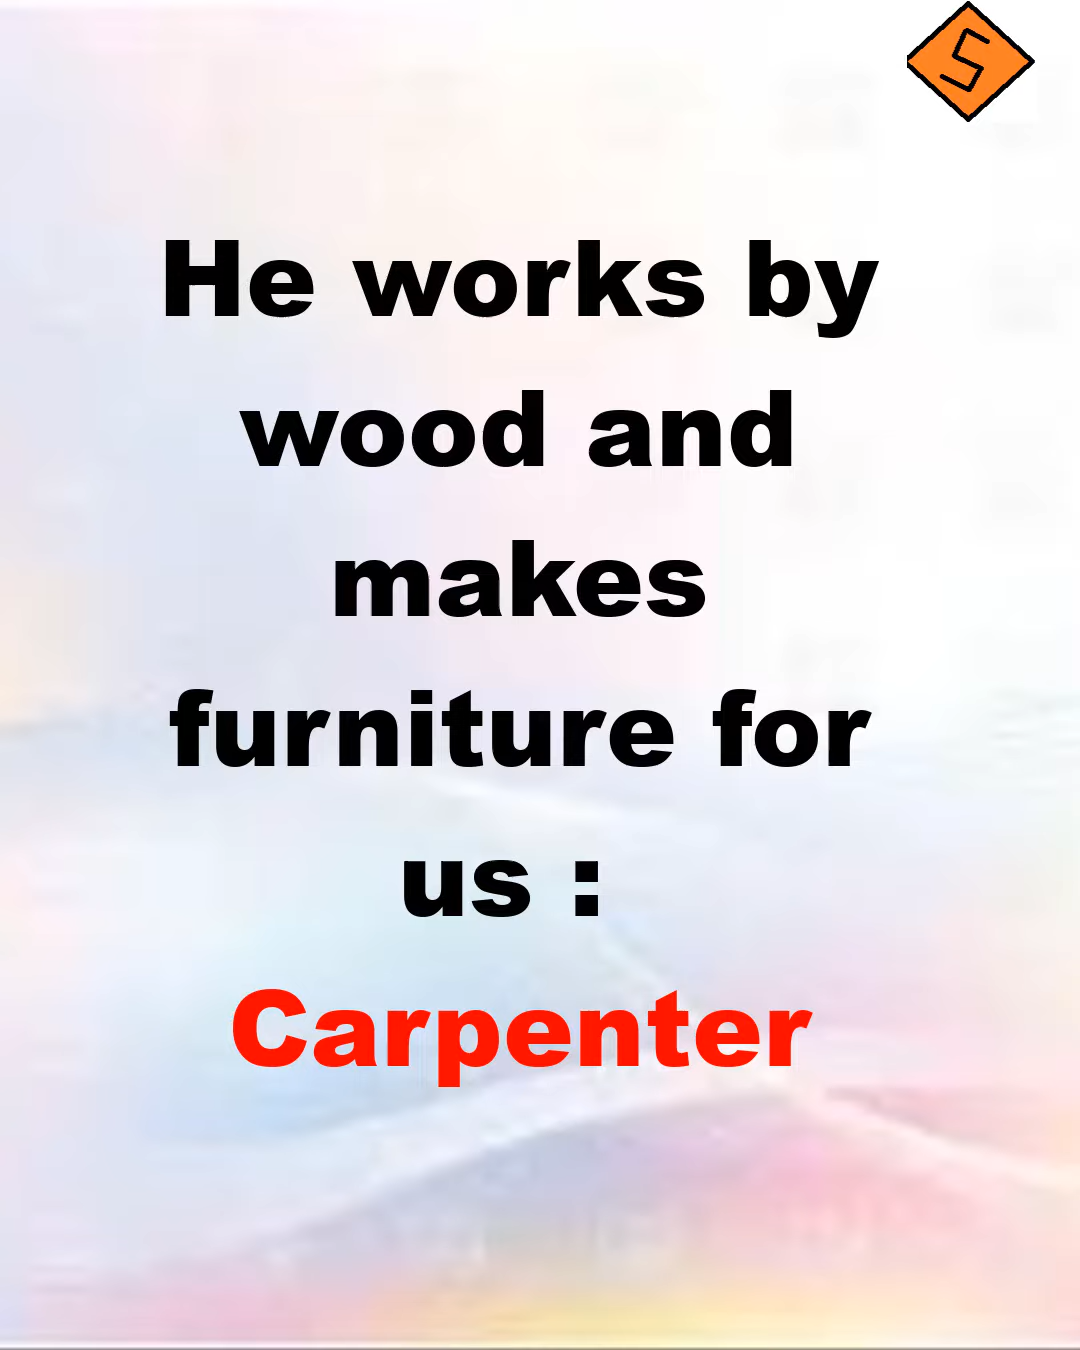 S
He works by
wood and
makes
furniture for
us :
Carpenter